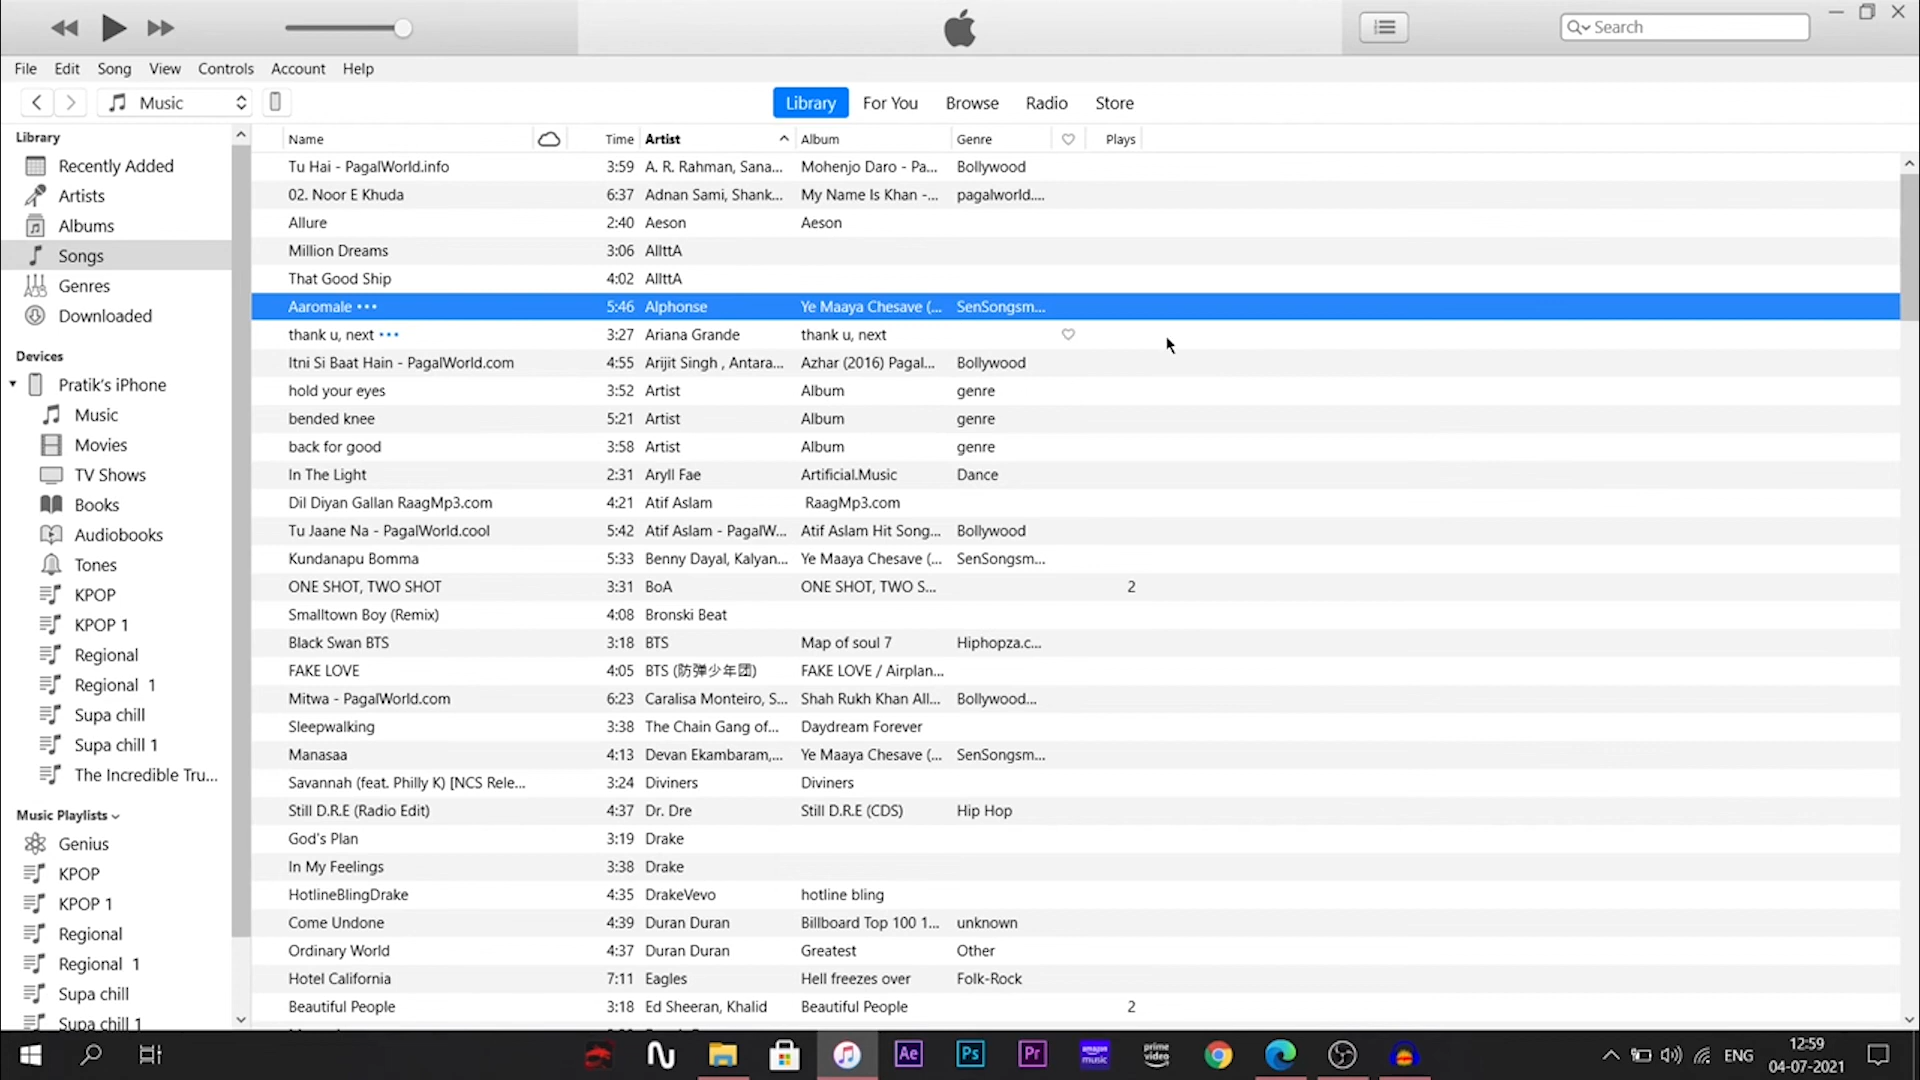 Search
File Edit Song View Controls Account Help
Music Library For You Browse Radio Store
Library
Recently Added
Artists
Albums
Songs
Genres
Downloaded
Devices
Pratik's iPhone
Music
Movies
TV Shows
Books
Audiobooks
Tones
KPOP
KPOP 1
Regional
Regional 1
Supa chill
Supa chill 1
The Incredible Tru...
Music Playlists
Genius
KPOP
KPOP 1
Regional
Regional 1
Supa chill
Supa chill 1
Name Time Artist Album Genre Plays
Tu Hai - PagalWorld.info 3:59 A. R. Rahman, Sana... Mohenjo Daro - Pa... Bollywood
02. Noor E Khuda 6:37 Adnan Sami, Shank... My Name Is Khan -... pagalworld....
Allure 2:40 Aeson Aeson
Million Dreams 3:06 AllttA
That Good Ship 4:02 AllttA
Aaromale ••• 5:46 Alphonse Ye Maaya Chesave (... SenSongsm...
thank u, next ••• 3:27 Ariana Grande thank u, next
Itni Si Baat Hain - PagalWorld.com 4:55 Arijit Singh , Antara... Azhar (2016) Pagal... Bollywood
hold your eyes 3:52 Artist Album genre
bended knee 5:21 Artist Album genre
back for good 3:58 Artist Album genre
In The Light 2:31 Aryll Fae Artificial.Music Dance
Dil Diyan Gallan RaagMp3.com 4:21 Atif Aslam RaagMp3.com
Tu Jaane Na - PagalWorld.cool 5:42 Atif Aslam - PagalW... Atif Aslam Hit Song... Bollywood
Kundanapu Bomma 5:33 Benny Dayal, Kalyan... Ye Maaya Chesave (... SenSongsm...
ONE SHOT, TWO SHOT 3:31 BoA ONE SHOT, TWO S... 2
Smalltown Boy (Remix) 4:08 Bronski Beat
Black Swan BTS 3:18 BTS Map of soul 7 Hiphopza.c...
FAKE LOVE 4:05 BTS (防弾少年団) FAKE LOVE / Airplan...
Mitwa - PagalWorld.com 6:23 Caralisa Monteiro, S... Shah Rukh Khan All... Bollywood...
Sleepwalking 3:38 The Chain Gang of... Daydream Forever
Manasaa 4:13 Devan Ekambaram,... Ye Maaya Chesave (... SenSongsm...
Savannah (feat. Philly K) [NCS Rele... 3:24 Diviners Diviners
Still D.R.E (Radio Edit) 4:37 Dr. Dre Still D.R.E (CDS) Hip Hop
God's Plan 3:19 Drake
In My Feelings 3:38 Drake
HotlineBlingDrake 4:35 DrakeVevo hotline bling
Come Undone 4:39 Duran Duran Billboard Top 100 1... unknown
Ordinary World 4:37 Duran Duran Greatest Other
Hotel California 7:11 Eagles Hell freezes over Folk-Rock
Beautiful People 3:18 Ed Sheeran, Khalid Beautiful People 2
Ae Ps Pr amazon music prime video ENG 12:59
04-07-2021